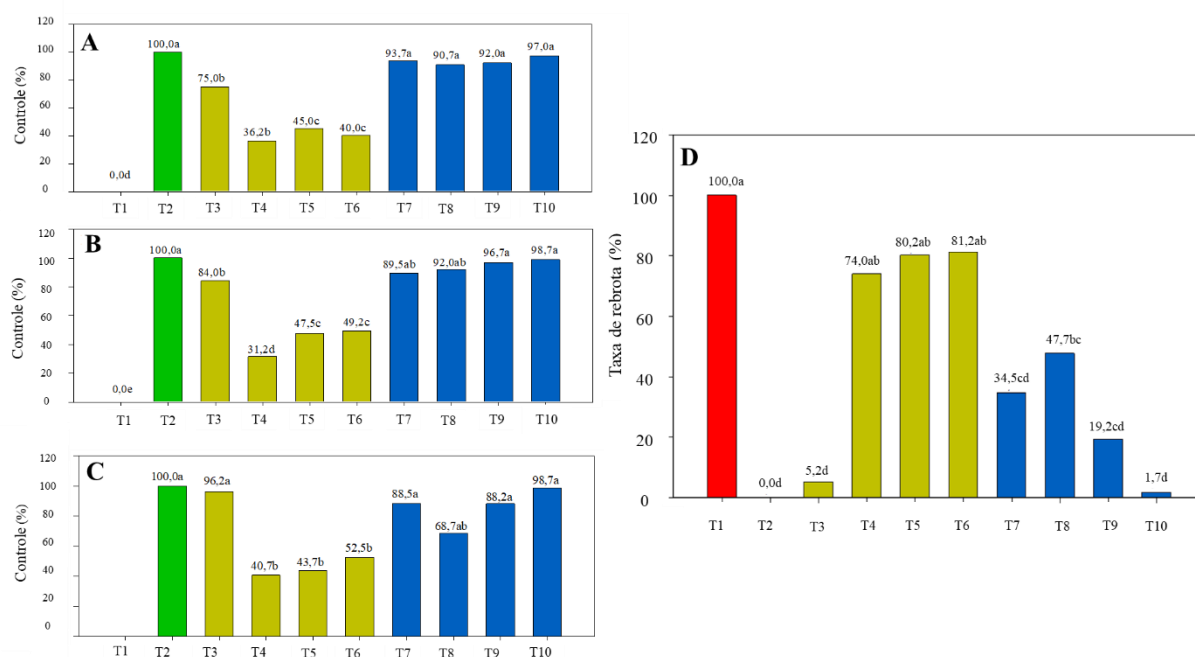 A
Controle (%)
120
100
80
60
40
20
0
0,0d
100,0a
75,0b
36,2b
45,0c
40,0c
93,7a
90,7a
92,0a
97,0a
T1 T2 T3 T4 T5 T6 T7 T8 T9 T10
B
Controle (%)
120
100
80
60
40
20
0
0,0e
100,0a
84,0b
31,2d
47,5c
49,2c
89,5ab
92,0ab
96,7a
98,7a
T1 T2 T3 T4 T5 T6 T7 T8 T9 T10
C
Controle (%)
120
100
80
60
40
20
0
100,0a
96,2a
40,7b
43,7b
52,5b
88,5a
68,7ab
88,2a
98,7a
T1 T2 T3 T4 T5 T6 T7 T8 T9 T10
D
Taxa de rebrota (%)
120
100
80
60
40
20
0
100,0a
0,0d
5,2d
74,0ab
80,2ab
81,2ab
34,5cd
47,7bc
19,2cd
1,7d
T1 T2 T3 T4 T5 T6 T7 T8 T9 T10